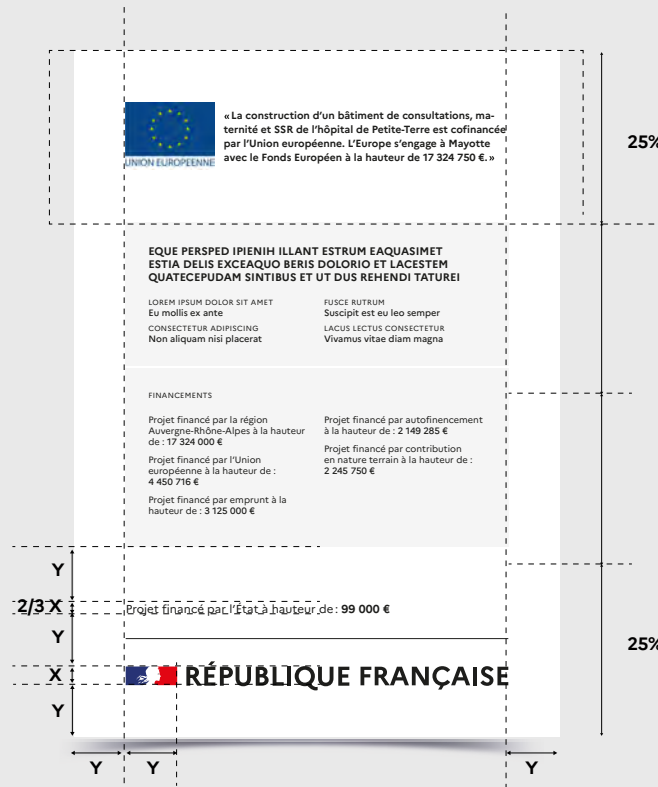 « La construction d'un bâtiment de consultations, ma-
ternité et SSR de l'hôpital de Petite-Terre est cofinancée
par l'Union européenne. L'Europe s'engage à Mayotte
avec le Fonds Européen à la hauteur de 17 324 750 €. »
UNION EUROPEENNE
25%
EQUE PERSPED IPIENIH ILLANT ESTRUM EAQUASIMET
ESTIA DELIS EXCEAQUO BERIS DOLORIO ET LACESTEM
QUATECEPUDAM SINTIBUS ET UT DUS REHENDI TATUREI
LOREM IPSUM DOLOR SIT AMET
Eu mollis ex ante
CONSECTETUR ADIPISCING
Non aliquam nisi placerat
FUSCE RUTRUM
Suscipit est eu leo semper
LACUS LECTUS CONSECTETUR
Vivamus vitae diam magna
FINANCEMENTS
Projet financé par la région
Auvergne-Rhône-Alpes à la hauteur
de : 17 324 000 €
Projet financé par l'Union
européenne à la hauteur de :
4 450 716 €
Projet financé par emprunt à la
hauteur de : 3 125 000 €
Projet financé par autofinencement
à la hauteur de : 2 149 285 €
Projet financé par contribution
en nature terrain à la hauteur de :
2 245 750 €
Y
2/3 X
Projet financé par l'État à hauteur de : 99 000 €
Y
25%
X
RÉPUBLIQUE FRANÇAISE
Y
Y
Y
Y